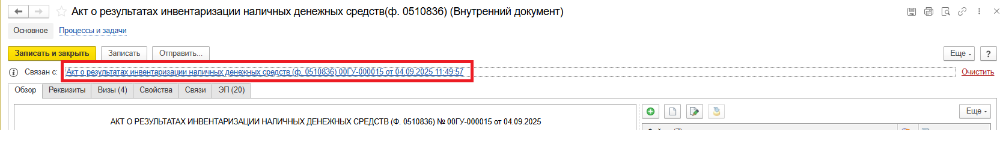 Акт о результатах инвентаризации наличных денежных средств(ф. 0510836) (Внутренний документ)
Основное Процессы и задачи
Записать и закрыть Записать Отправить... Еще ?
Связан с: Акт о результатах инвентаризации наличных денежных средств (ф. 0510836) 00ГУ-000015 от 04.09.2025 11:49:57 Очистить
Обзор Реквизиты Визы (4) Свойства Связи ЭП (20)
Еще
АКТ О РЕЗУЛЬТАТАХ ИНВЕНТАРИЗАЦИИ НАЛИЧНЫХ ДЕНЕЖНЫХ СРЕДСТВ (Ф. 0510836) № 00ГУ-000015 от 04.09.2025